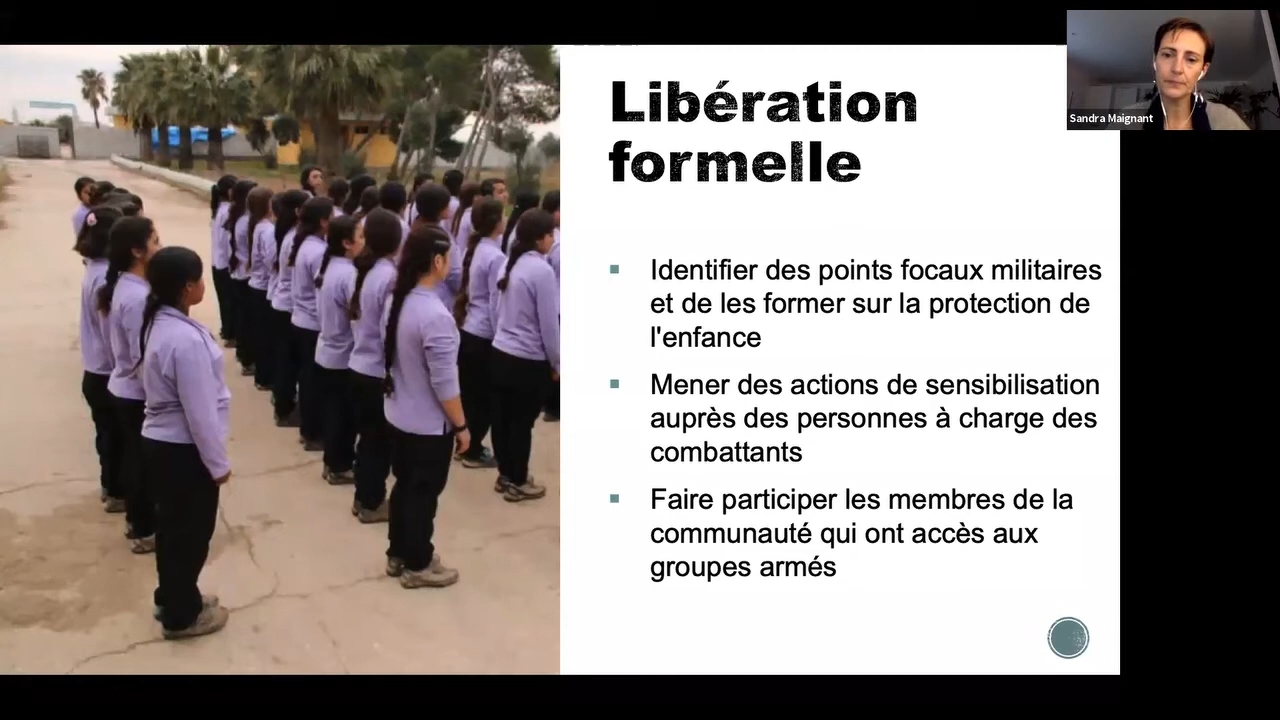 Libération
formelle
Sandra Maignant
▪ Identifier des points focaux militaires
et de les former sur la protection de
l'enfance
▪ Mener des actions de sensibilisation
auprès des personnes à charge des
combattants
▪ Faire participer les membres de la
communauté qui ont accès aux
groupes armés